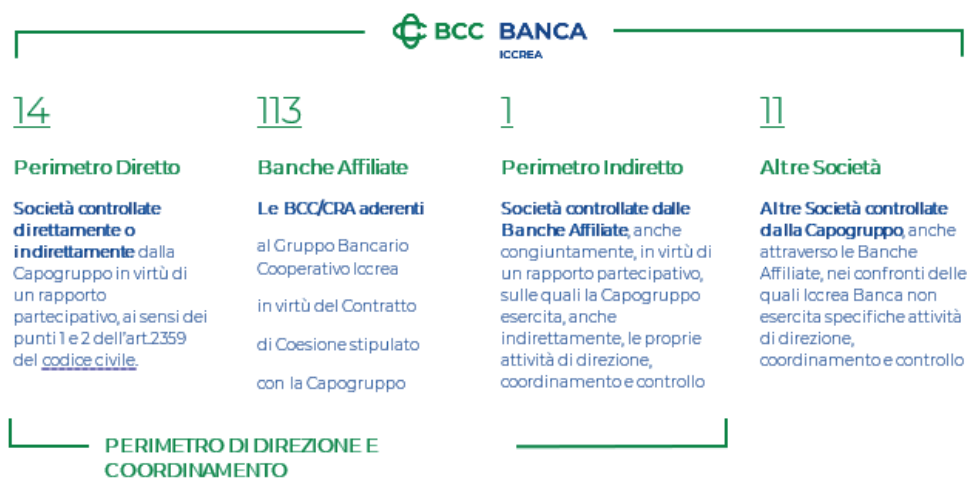 BCC BANCA
ICCREA
14
Perimetro Diretto
Società controllate
direttamente o
indirettamente dalla
Capogruppo in virtù di
un rapporto
partecipativo, ai sensi dei
punti 1 e 2 dell'art.2359
del codice civile.
113
Banche Affiliate
Le BCC/CRA aderenti
al Gruppo Bancario
Cooperativo Iccrea
in virtù del Contratto
di Coesione stipulato
con la Capogruppo
1
Perimetro Indiretto
Società controllate dalle
Banche Affiliate, anche
congiuntamente, in virtù di
un rapporto partecipativo,
sulle quali la Capogruppo
esercita, anche
indirettamente, le proprie
attività di direzione,
coordinamento e controllo
11
Altre Società
Altre Società controllate
dalla Capogruppo, anche
attraverso le Banche
Affiliate, nei confronti delle
quali Iccrea Banca non
esercita specifiche attività
di direzione,
coordinamento e controllo
PERIMETRO DI DIREZIONE E
COORDINAMENTO